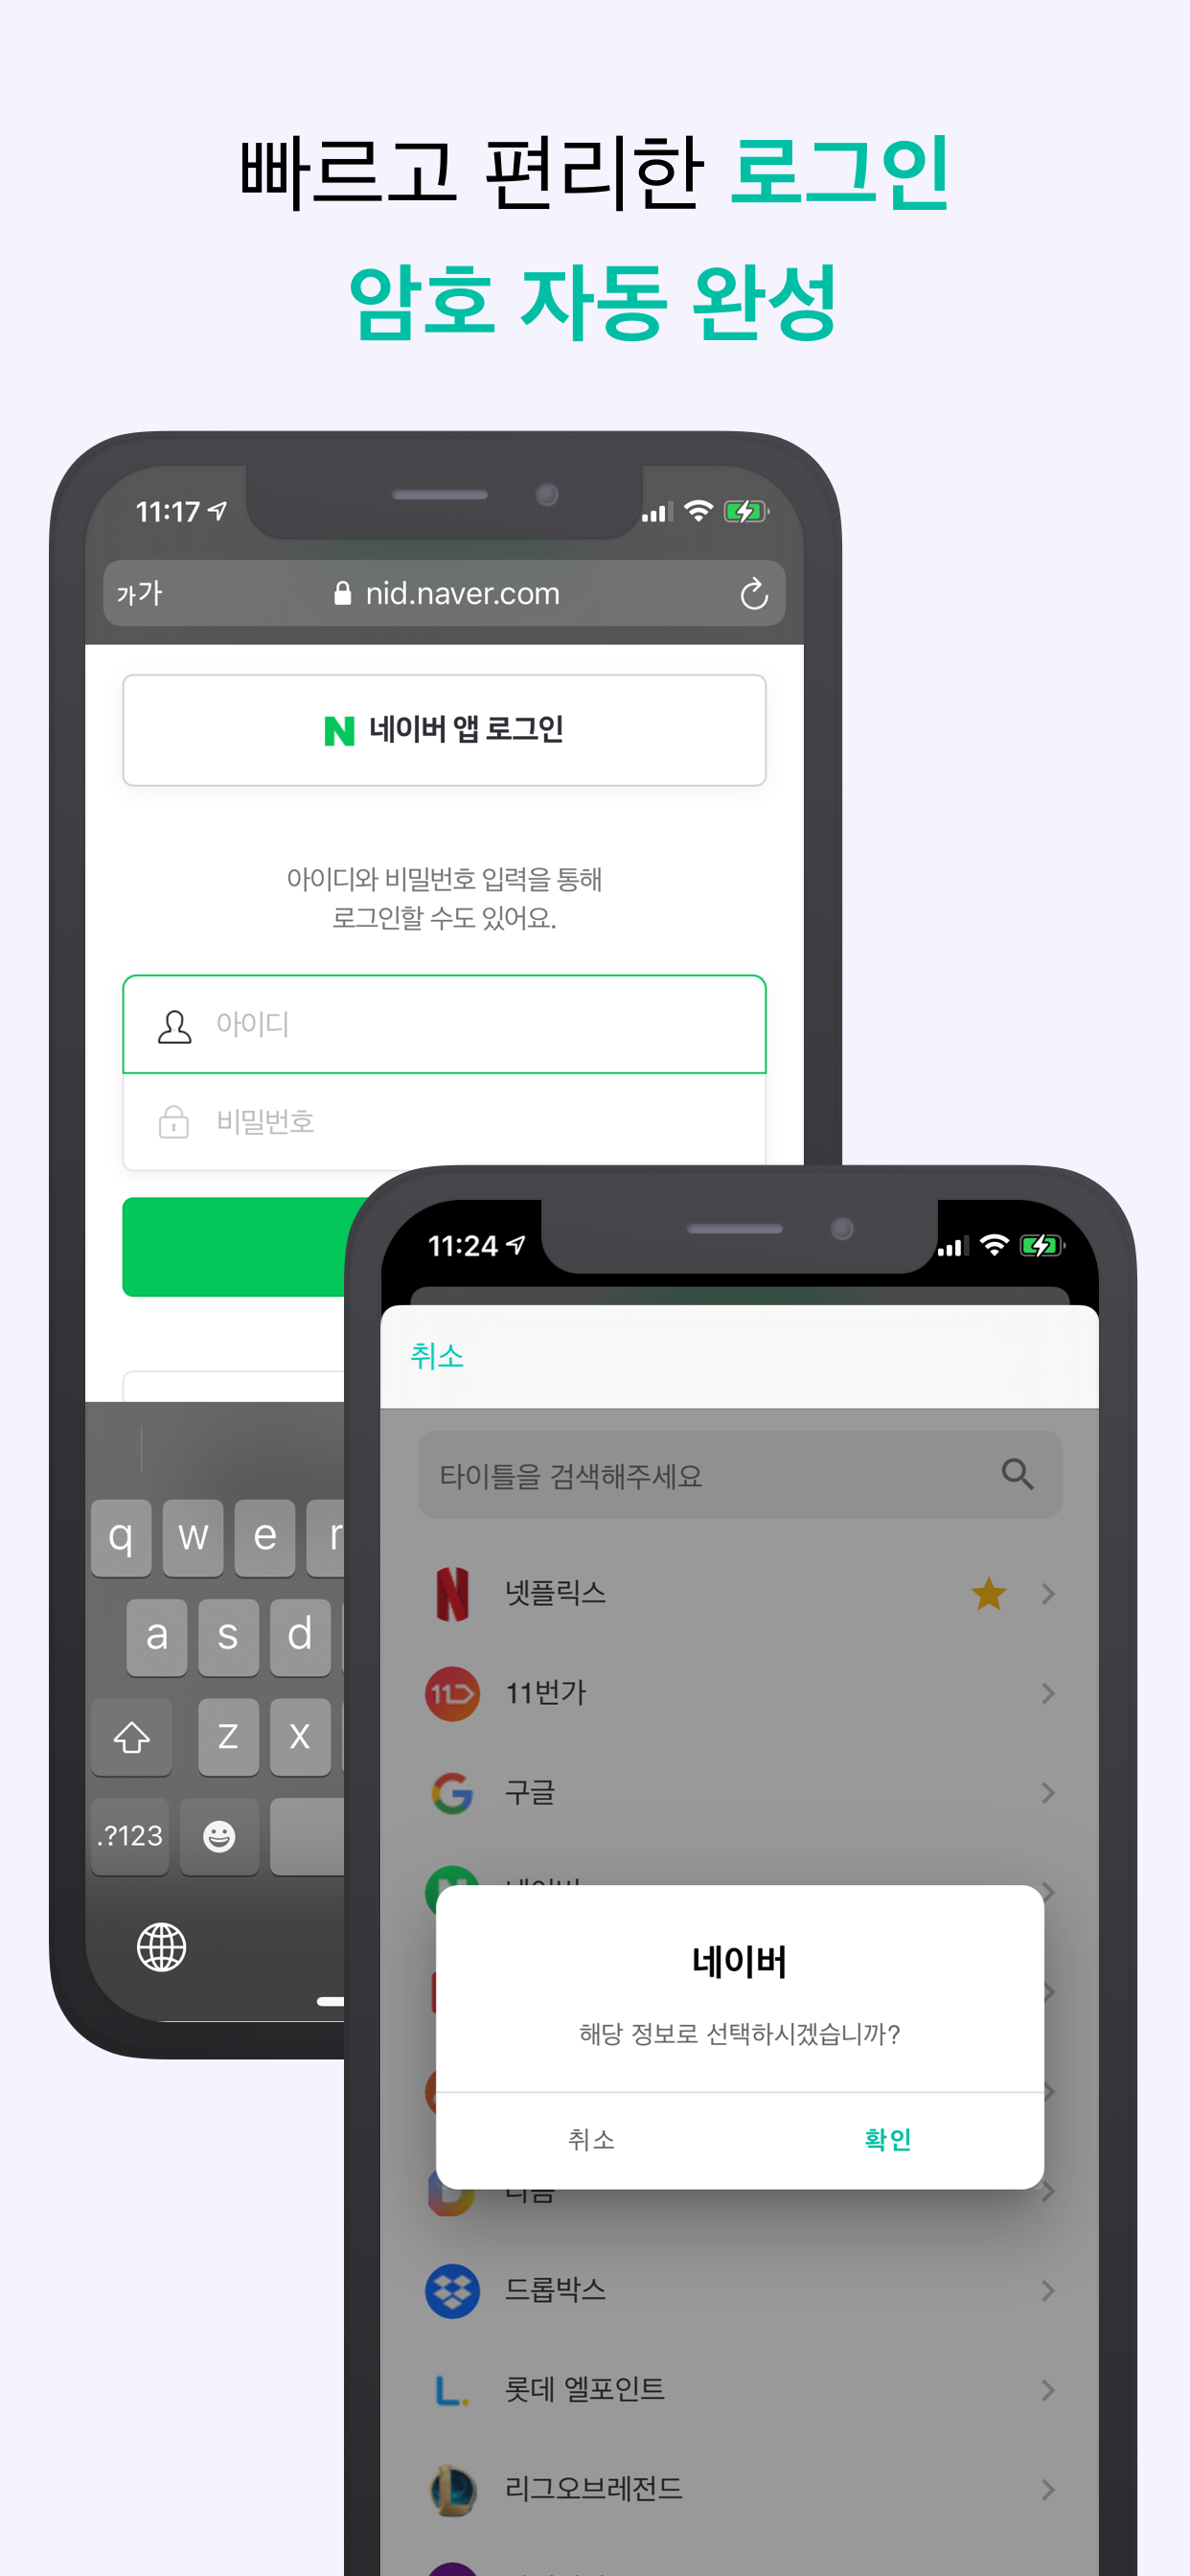 빠르고 편리한 로그인
암호 자동 완성
11:17
가가
nid.naver.com
N 네이버 앱 로그인
아이디와 비밀번호 입력을 통해
로그인할 수도 있어요.
아이디
비밀번호
q w e r
a s d
z x
.?123
11:24
취소
타이틀을 검색해주세요
넷플릭스
11번가
구글
네이버
해당 정보로 선택하시겠습니까?
취소 확인
드롭박스
L. 롯데 엘포인트
리그오브레전드